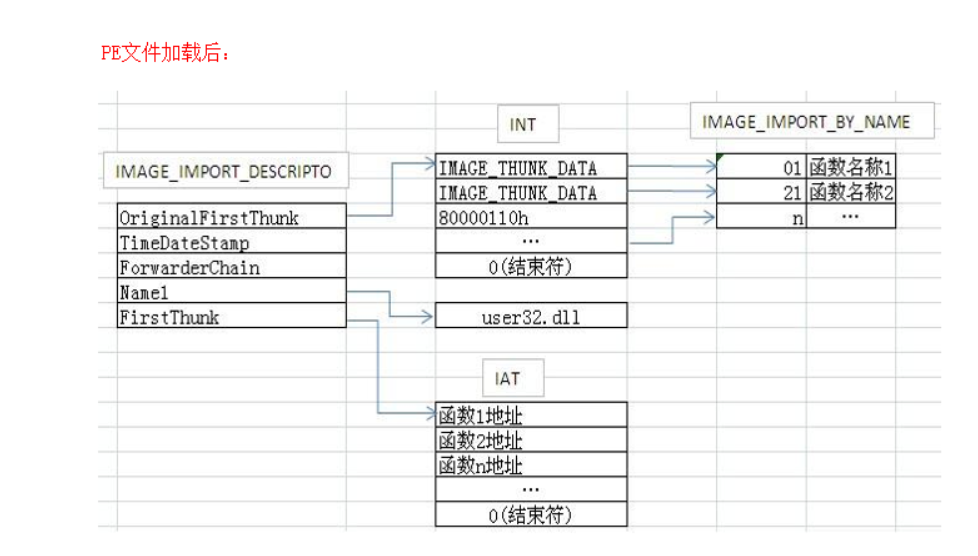 PE文件加载后：
INT
IMAGE_IMPORT_BY_NAME
IMAGE_IMPORT_DESCRIPTO
OriginalFirstThunk
TimeDateStamp
ForwarderChain
Name1
FirstThunk
IMAGE_THUNK_DATA
IMAGE_THUNK_DATA
80000110h
…
0(结束符)
01 函数名称1
21 函数名称2
n …
user32.dll
IAT
函数1地址
函数2地址
函数n地址
…
0(结束符)